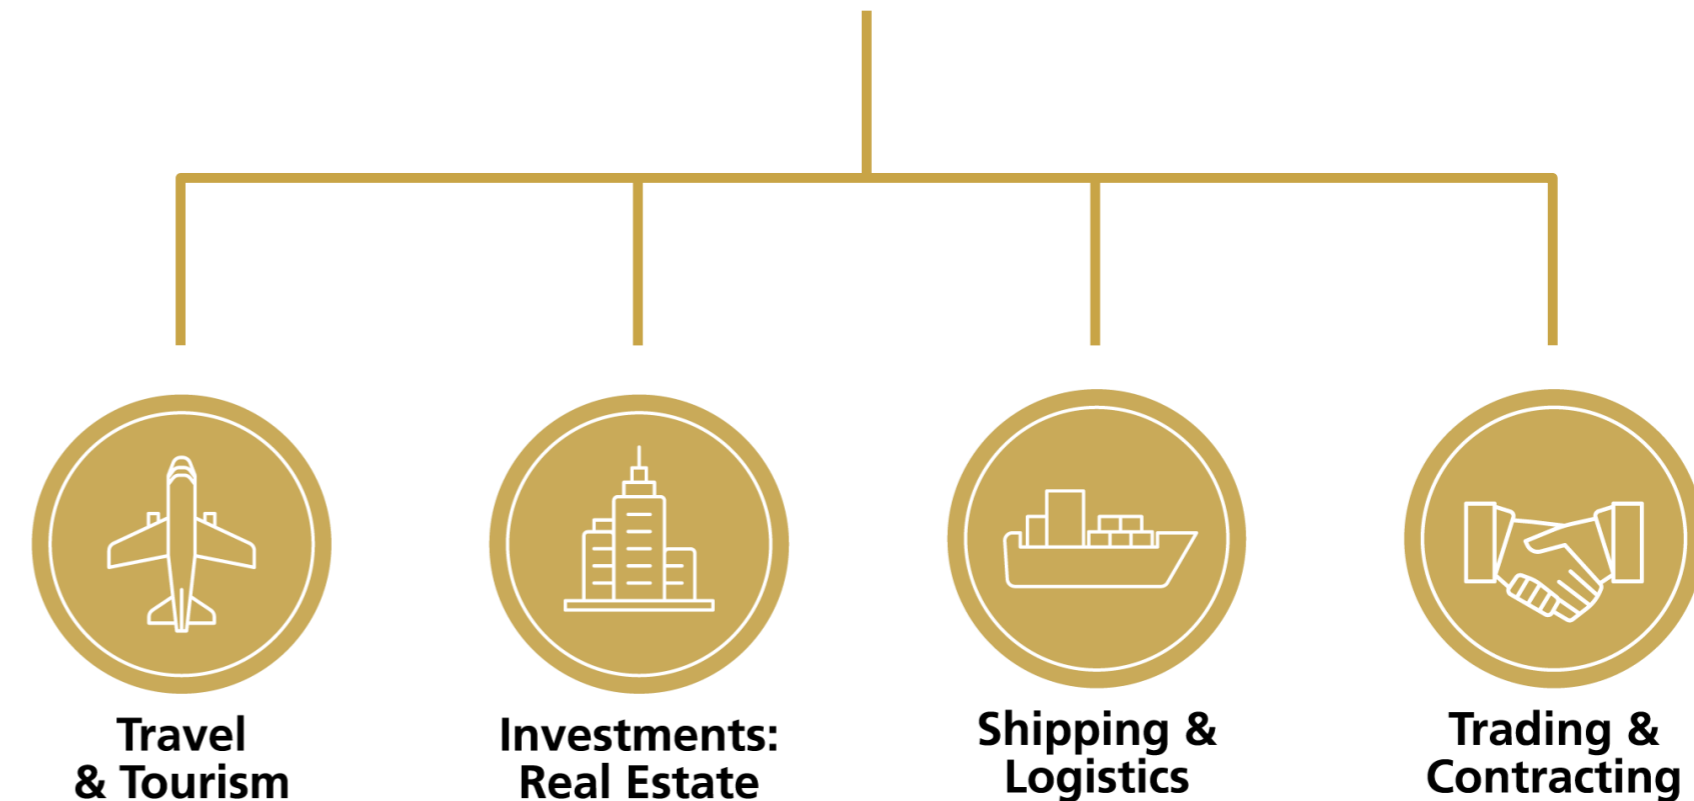 Travel
& Tourism
Investments:
Real Estate
Shipping &
Logistics
Trading &
Contracting